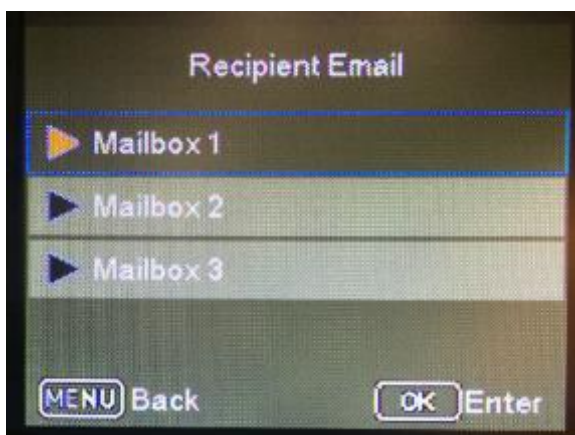 Recipient Email
Mailbox 1
Mailbox 2
Mailbox 3
MENU Back OK Enter